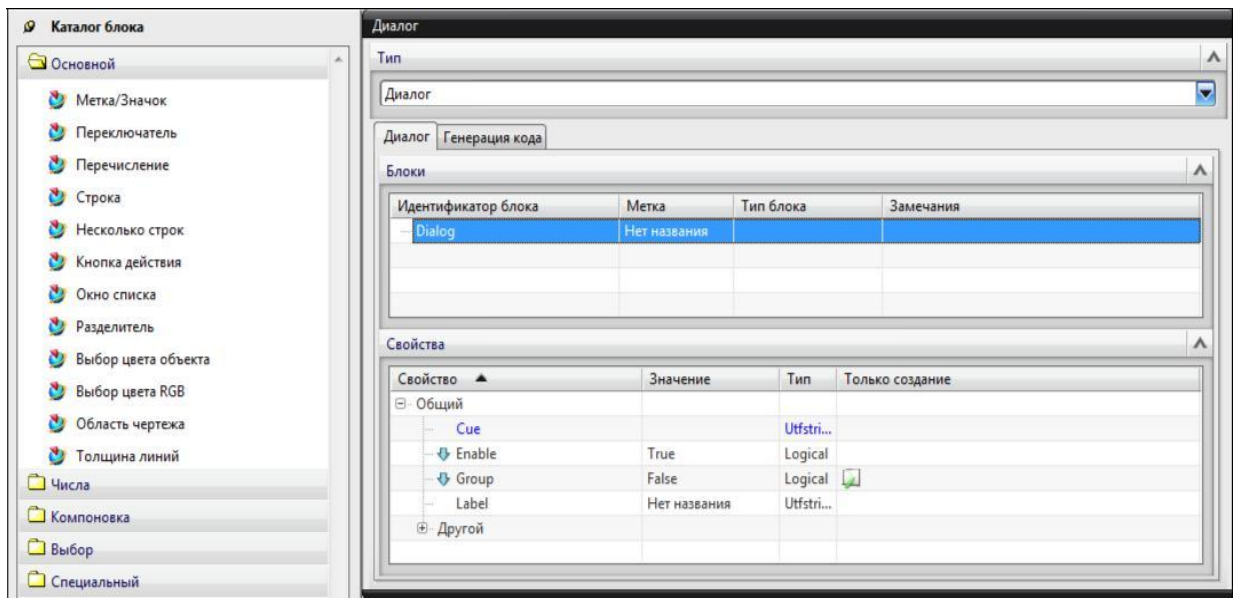 Каталог блока
Основной
Метка/Значок
Переключатель
Перечисление
Строка
Несколько строк
Кнопка действия
Окно списка
Разделитель
Выбор цвета объекта
Выбор цвета RGB
Область чертежа
Толщина линий
Числа
Компоновка
Выбор
Специальный
Диалог
Тип
Диалог
Диалог Генерация кода
Блоки
Идентификатор блока Метка Тип блока Замечания
Dialog Нет названия
Свойства
Свойство Значение Тип Только создание
Общий
Cue Utfstri...
Enable True Logical
Group False Logical
Label Нет названия Utfstri...
Другой